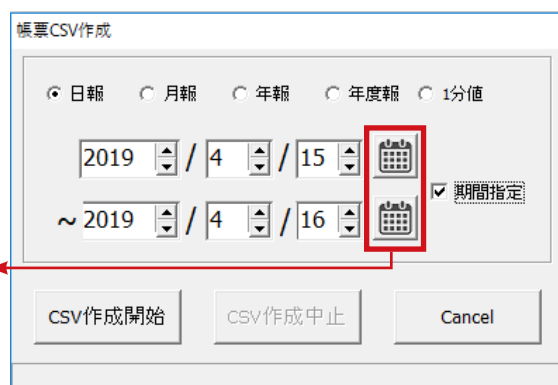 帳票CSV作成
日報 月報 年報 年度報 1分値
2019 / 4 / 15
～ 2019 / 4 / 16
期間指定
CSV作成開始 CSV作成中止 Cancel